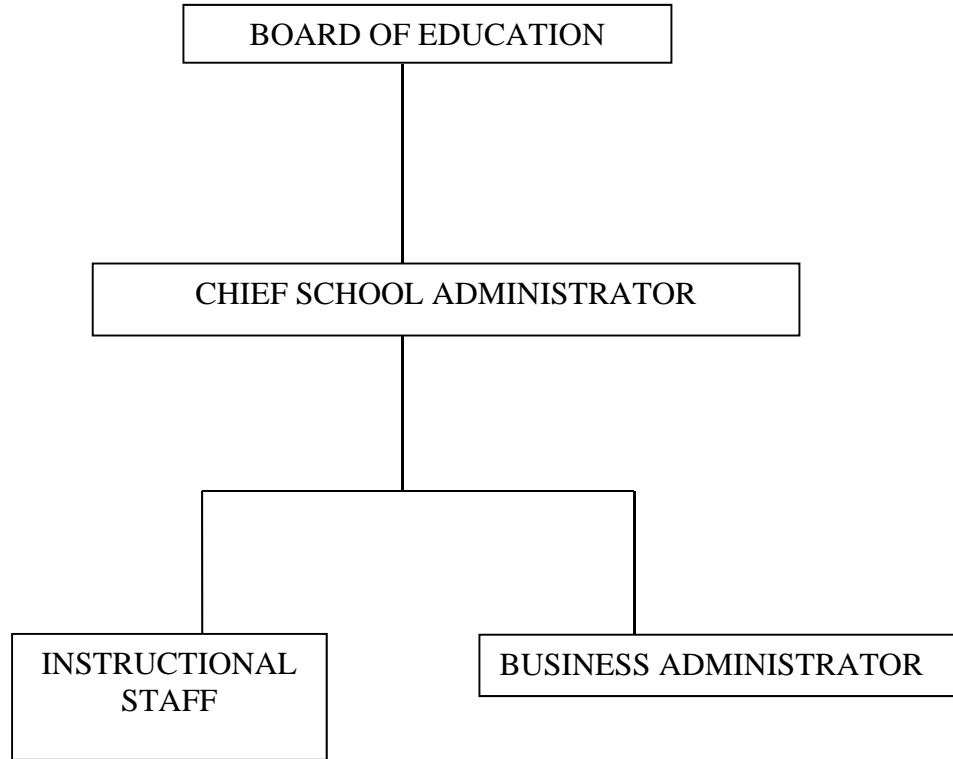 BOARD OF EDUCATION
CHIEF SCHOOL ADMINISTRATOR
INSTRUCTIONAL
STAFF
BUSINESS ADMINISTRATOR